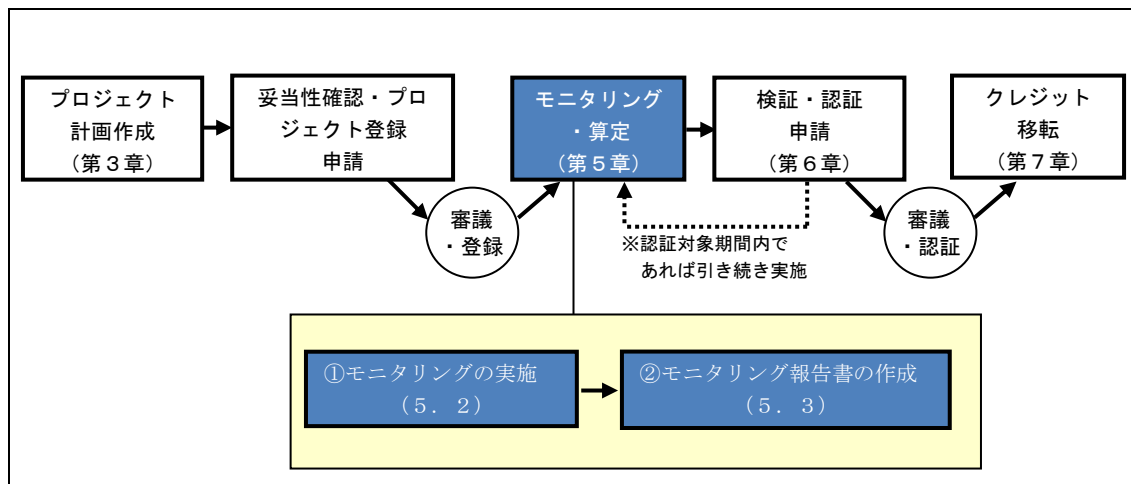 プロジェクト
計画作成
（第３章）
妥当性確認・プロ
ジェクト登録
申請
審議
・登録
モニタリング
・算定
（第５章）
検証・認証
申請
（第６章）
※認証対象期間内で
あれば引き続き実施
審議
・認証
クレジット
移転
（第７章）
①モニタリングの実施
（５．２）
②モニタリング報告書の作成
（５．３）